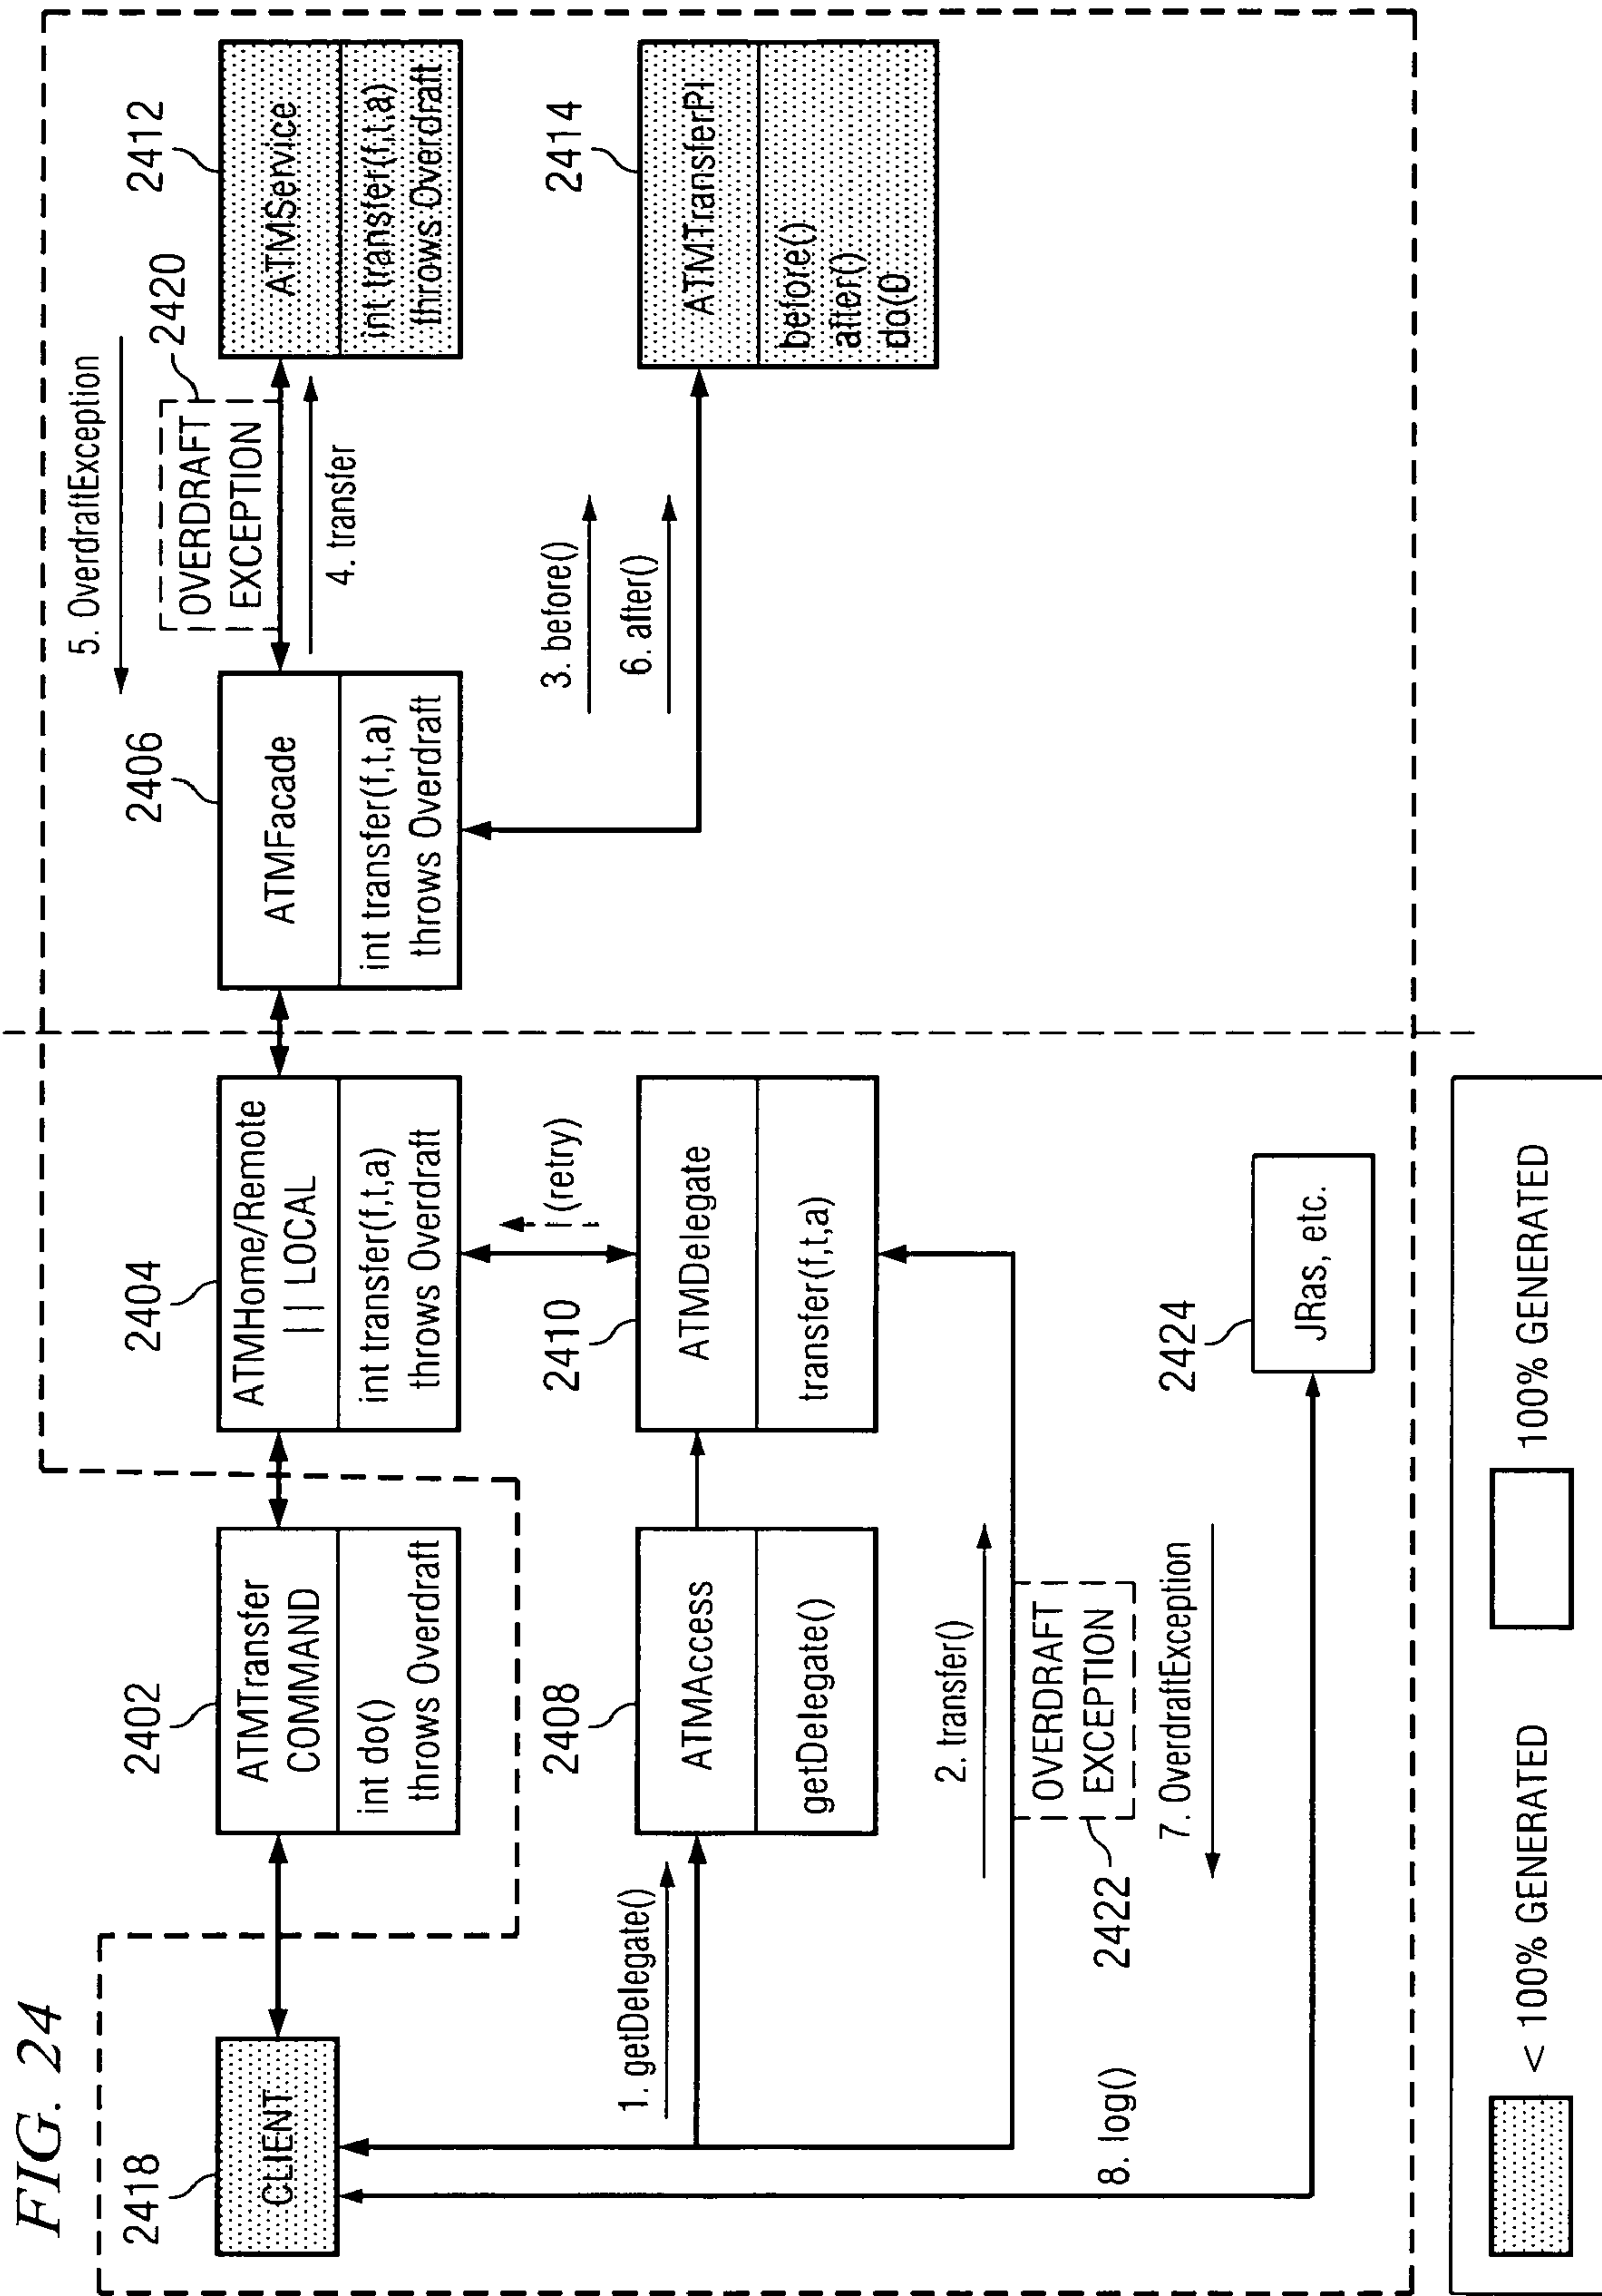 FIG. 24
2418
CLIENT
2402
ATMTransfer
COMMAND
int do()
throws Overdraft
2404
ATMHome/Remote
|| LOCAL
int transfer(f,t,a)
throws Overdraft
2406
ATMFacade
int transfer(f,t,a)
throws Overdraft
5. OverdraftException
2420
OVERDRAFT
EXCEPTION
4. transfer
2412
ATMService
int transfer(f,t,a)
throws Overdraft
1. getDelegate()
2408
ATMAccess
getDelegate()
2410
ATMDelegate
transfer(f,t,a)
(retry)
3. before()
6. after()
2414
ATMTransferPI
before()
after()
do(0
2. transfer()
OVERDRAFT
EXCEPTION
2422
7. OverdraftException
8. log()
2424
JRas, etc.
< 100% GENERATED
100% GENERATED